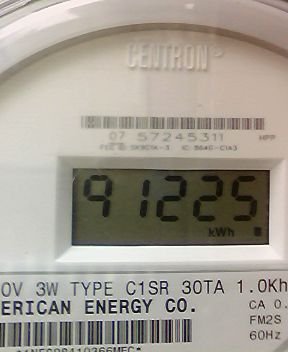 CENTRON®
07 57245311 HPP
91225
kWh
0V 3W TYPE C1SR 30TA 1.0Kh
ERICAN ENERGY CO. CA 0.
FM2S
60Hz